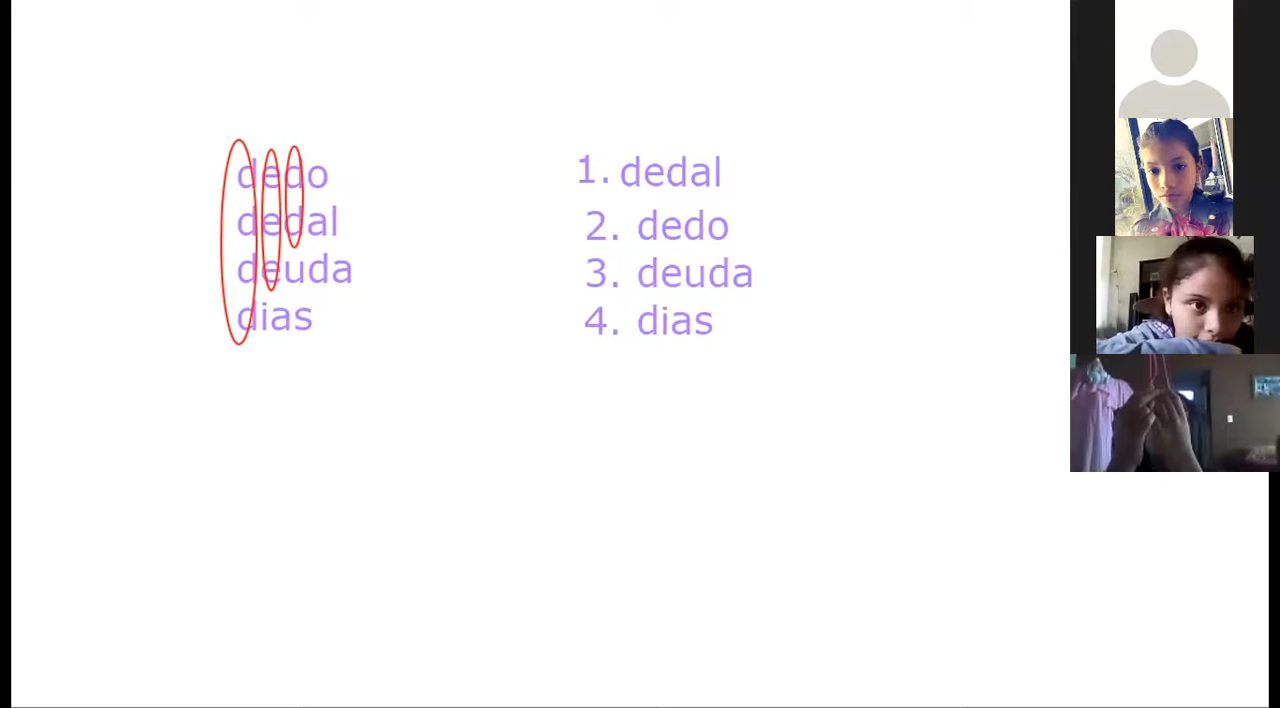 dedo
dedal
deuda
dias
1. dedal
2. dedo
3. deuda
4. dias